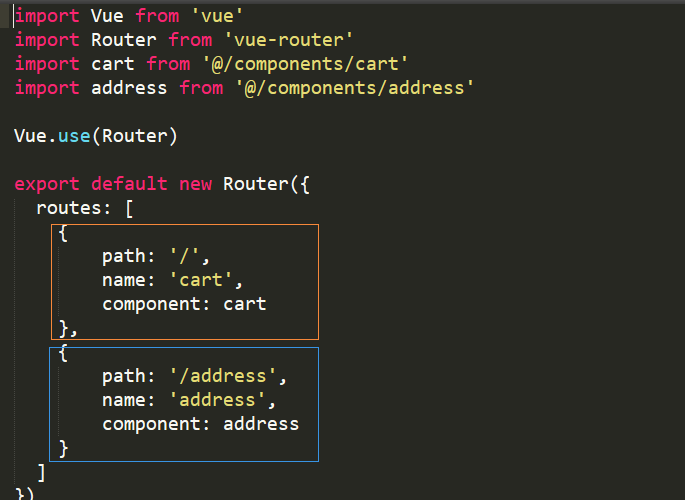 import Vue from 'vue'
import Router from 'vue-router'
import cart from '@/components/cart'
import address from '@/components/address'
Vue.use(Router)
export default new Router({
routes: [
{
path: '/',
name: 'cart',
component: cart
},
{
path: '/address',
name: 'address',
component: address
}
]
})